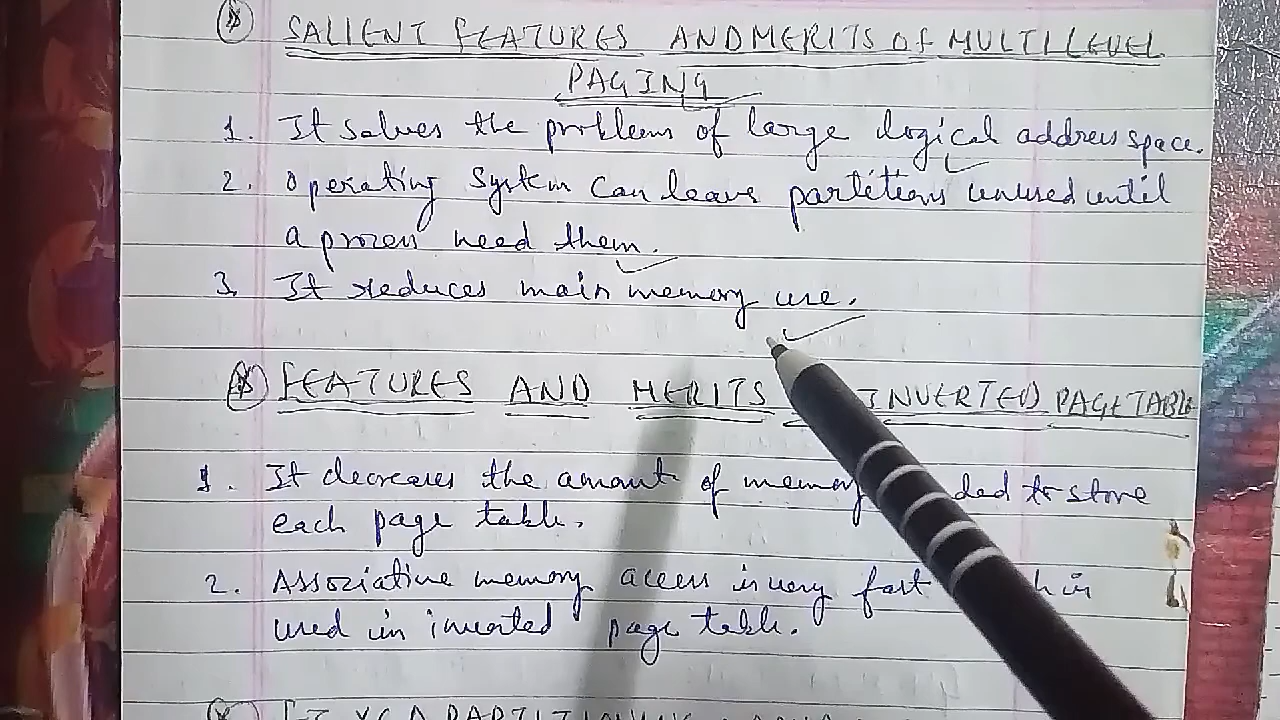 SALIENT FEATURES AND MERITS OF MULTILEVEL
PAGING
1. It solves the problems of large logical address space.
2. Operating System can leave partitions unused until
a process need them.
3. It reduces main memory use.
FEATURES AND MERITS INVERTED PAGE TABLE
1. It decreases the amount of memory to store
each page table.
2. Associative memory access is very fast
used in inverted page table.